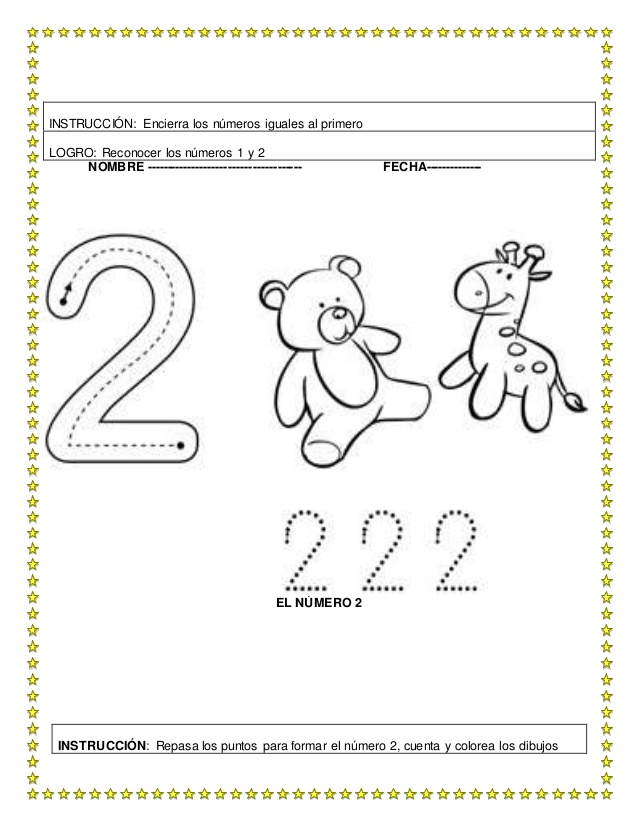 INSTRUCCIÓN: Encierra los números iguales al primero
LOGRO: Reconocer los números 1 y 2
NOMBRE ------------------------------------- FECHA-------------
2
2 2 2
EL NÚMERO 2
INSTRUCCIÓN: Repasa los puntos para formar el número 2, cuenta y colorea los dibujos